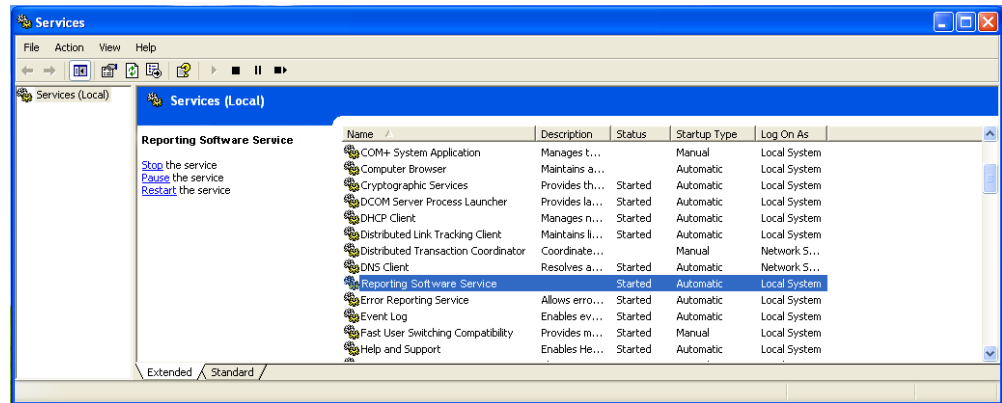 Services
File Action View Help
Services (Local)
Services (Local)
Reporting Software Service
Stop the service
Pause the service
Restart the service
Name Description Status Startup Type Log On As
COM+ System Application Manages t... Manual Local System
Computer Browser Maintains a... Automatic Local System
Cryptographic Services Provides th... Started Automatic Local System
DCOM Server Process Launcher Provides la... Started Automatic Local System
DHCP Client Manages n... Started Automatic Local System
Distributed Link Tracking Client Maintains li... Started Automatic Local System
Distributed Transaction Coordinator Coordinate... Manual Network S...
DNS Client Resolves a... Started Automatic Network S...
Reporting Software Service Started Automatic Local System
Error Reporting Service Allows erro... Started Automatic Local System
Event Log Enables ev... Started Automatic Local System
Fast User Switching Compatibility Provides m... Started Manual Local System
Help and Support Enables He... Started Automatic Local System
Extended Standard